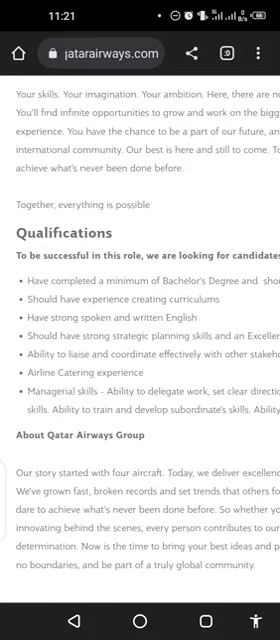 11:21
atarairways.com
Your skills. Your imagination. Your ambition. Here, there are no
You'll find infinite opportunities to grow and work on the bigg
experience. You have the chance to be a part of our future, an
international community. Our best is here and still to come. To
achieve what's never been done before.
Together, everything is possible
Qualifications
To be successful in this role, we are looking for candidates
Have completed a minimum of Bachelor's Degree and shou
Should have experience creating curriculums
Have strong spoken and written English
Should have strong strategic planning skills and an Excellen
Ability to liaise and coordinate effectively with other stakeh
Airline Catering experience
Managerial skills - Ability to delegate work, set clear directi
skills. Ability to train and develop subordinate's skills. Ability
About Qatar Airways Group
Our story started with four aircraft. Today, we deliver excellenc
We've grown fast, broken records and set trends that others fo
dare to achieve what's never been done before. So whether yo
innovating behind the scenes, every person contributes to our
determination. Now is the time to bring your best ideas and p
no boundaries, and be part of a truly global community.